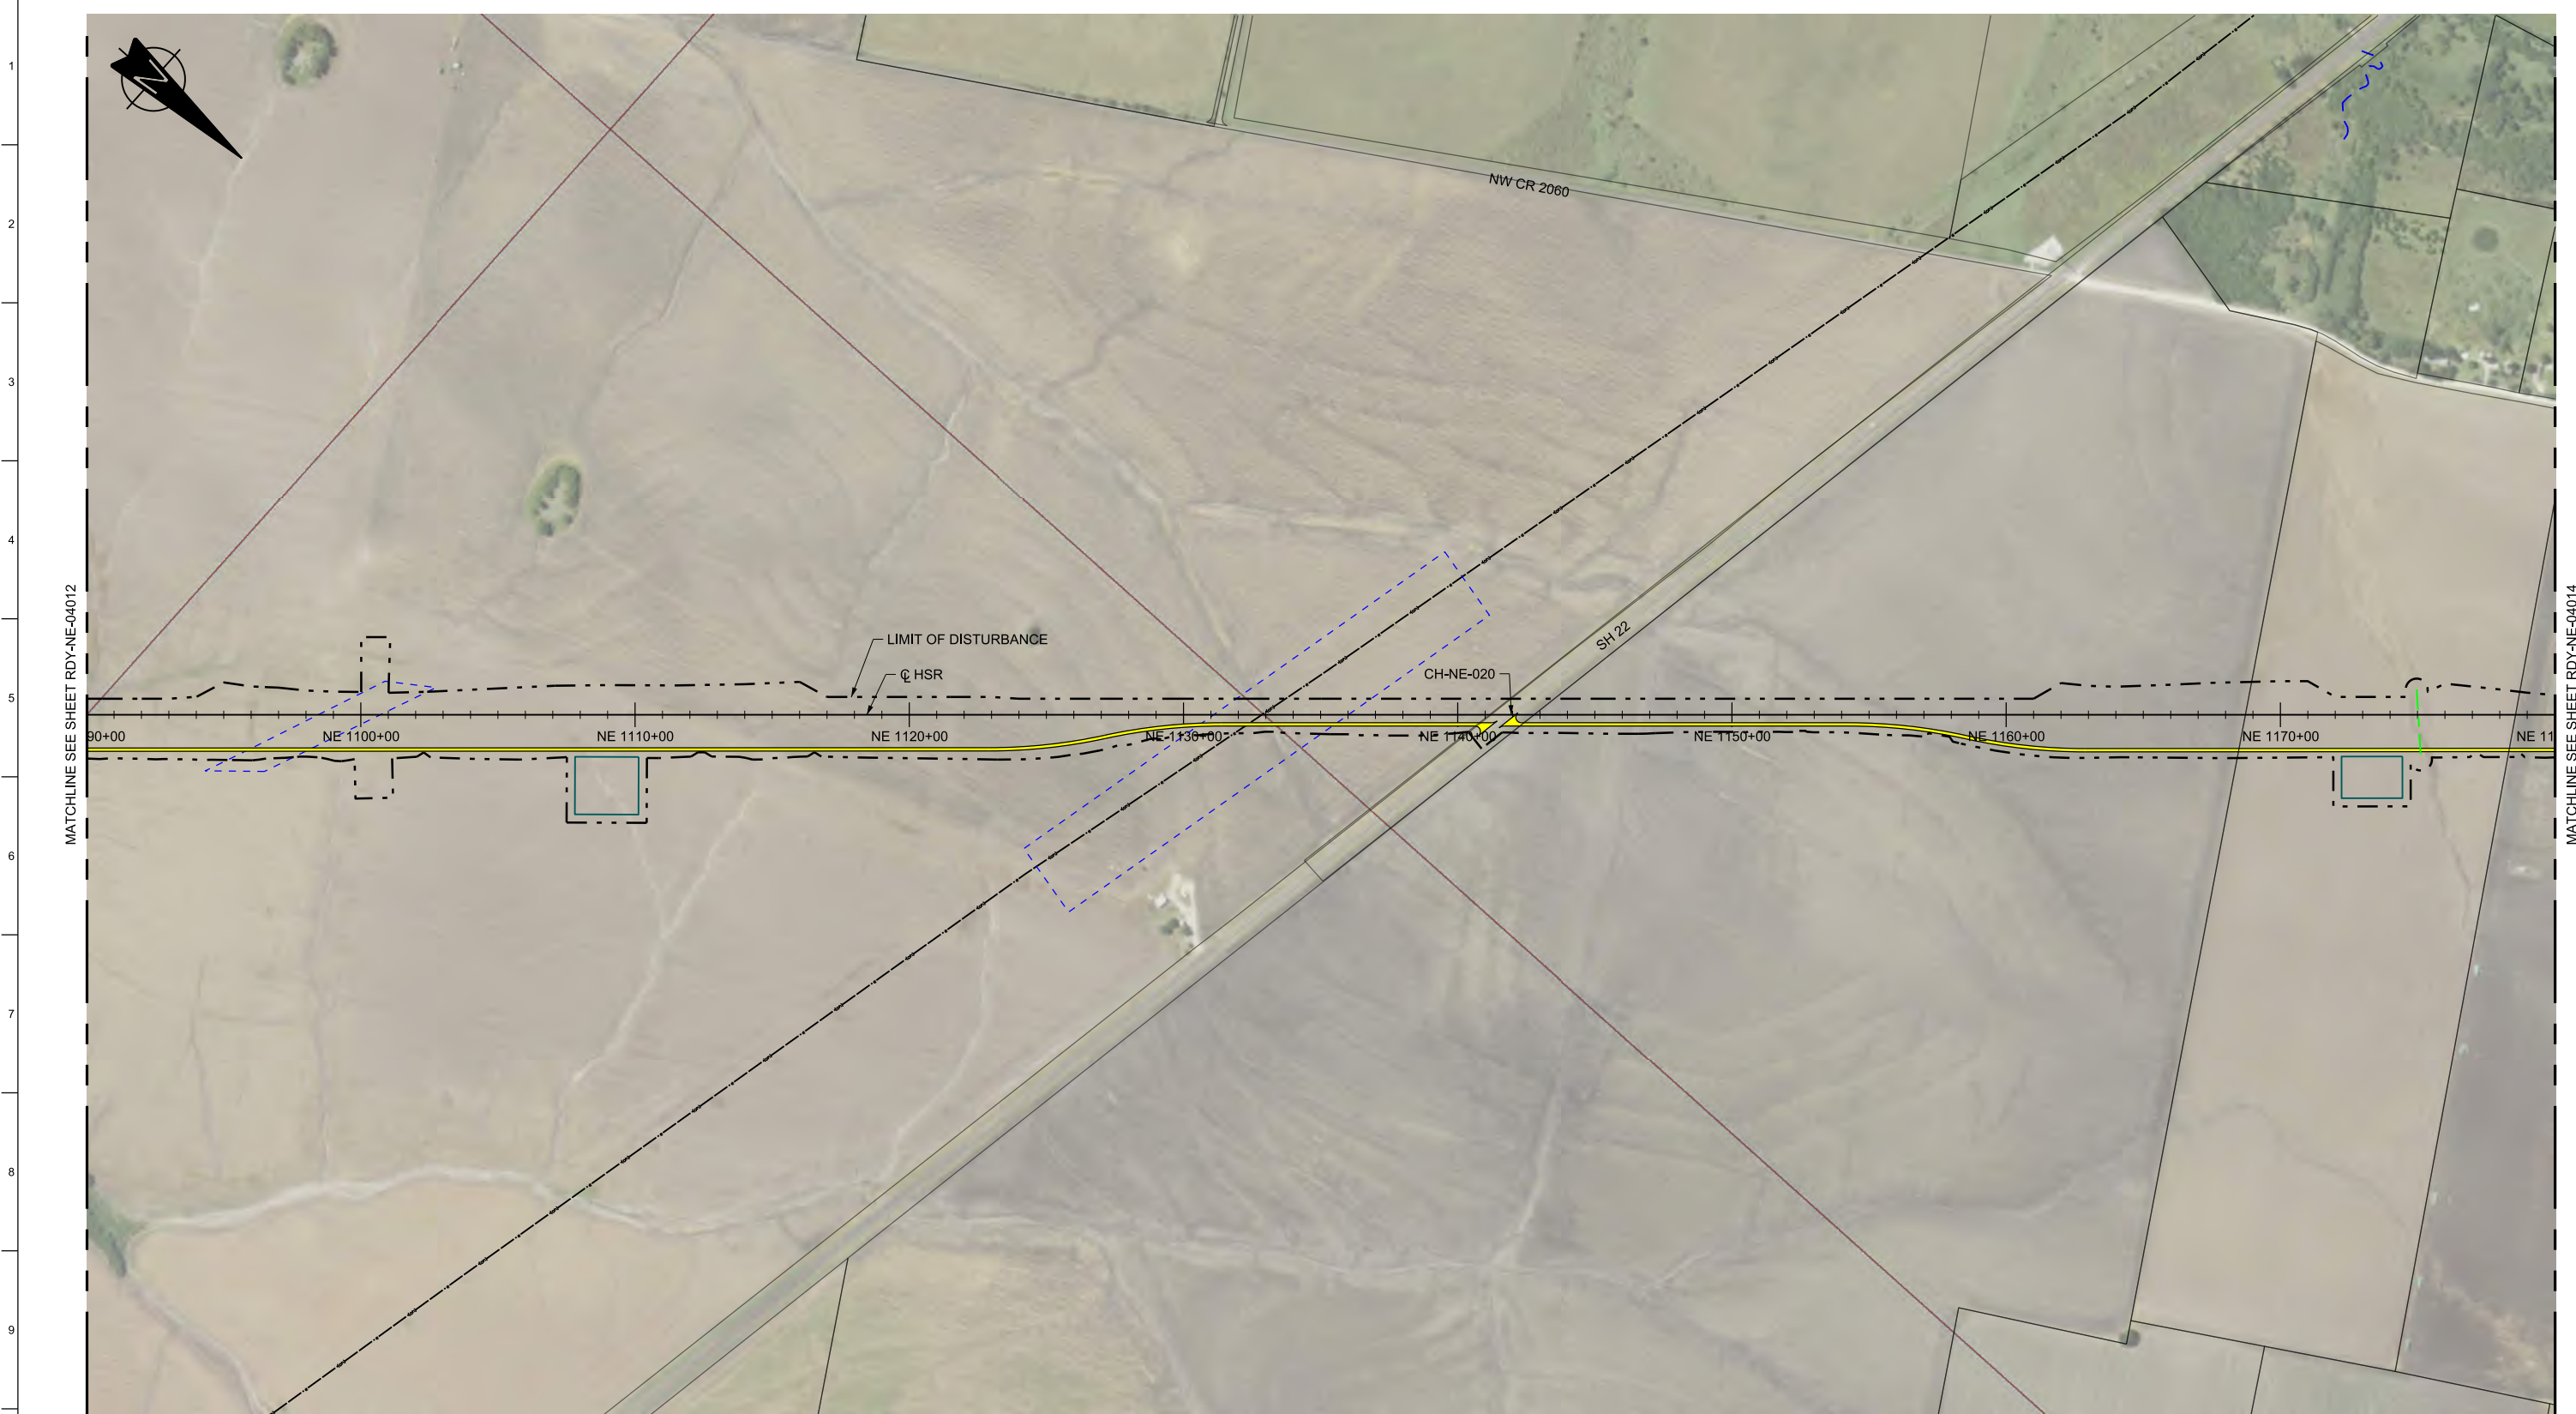 1
2
NW CR 2060
3
4
MATCHLINE SEE SHEET RDY-NE-04012
MATCHLINE SEE SHEET RDY-NE-04014
SH 22
LIMIT OF DISTURBANCE
5
℄ HSR
CH-NE-020
90+00
NE 1100+00
NE 1110+00
NE 1120+00
NE 1130+00
NE 1140+00
NE 1150+00
NE 1160+00
NE 1170+00
NE 11
6
7
8
9